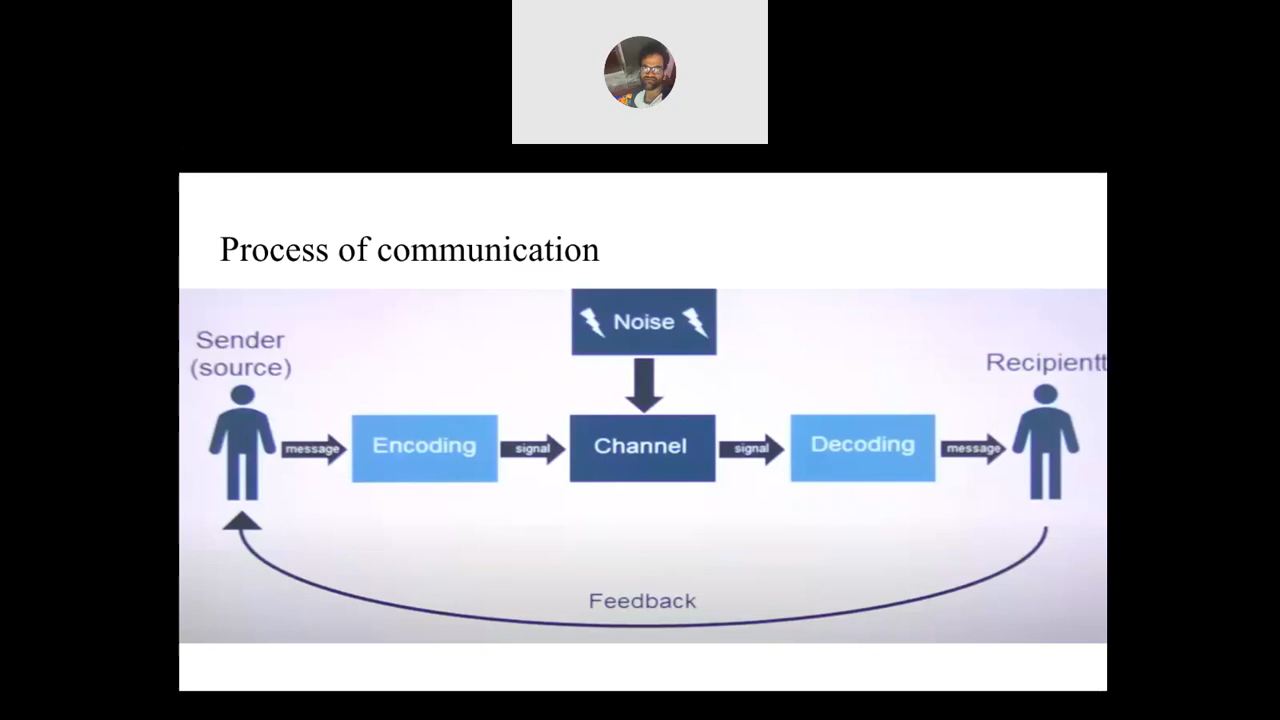 Process of communication
Noise
Sender
(source)
Recipientt
message
Encoding
signal
Channel
signal
Decoding
message
Feedback